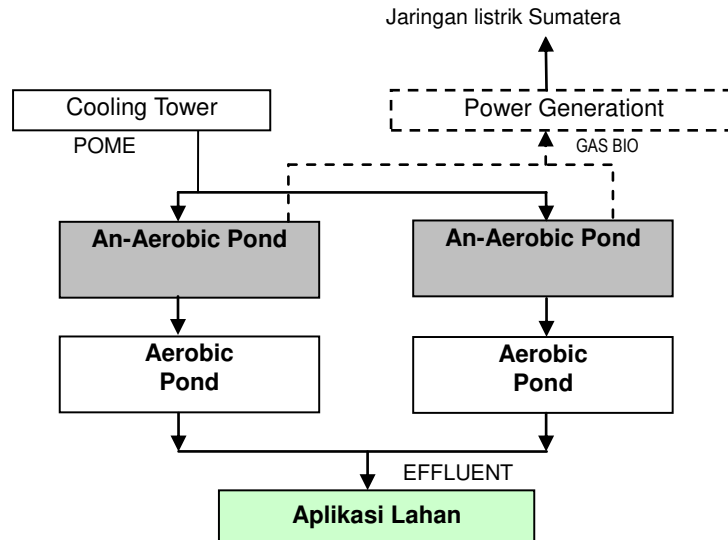 Jaringan listrik Sumatera
Cooling Tower
Power Generationt
POME
GAS BIO
An-Aerobic Pond
An-Aerobic Pond
Aerobic
Pond
Aerobic
Pond
EFFLUENT
Aplikasi Lahan